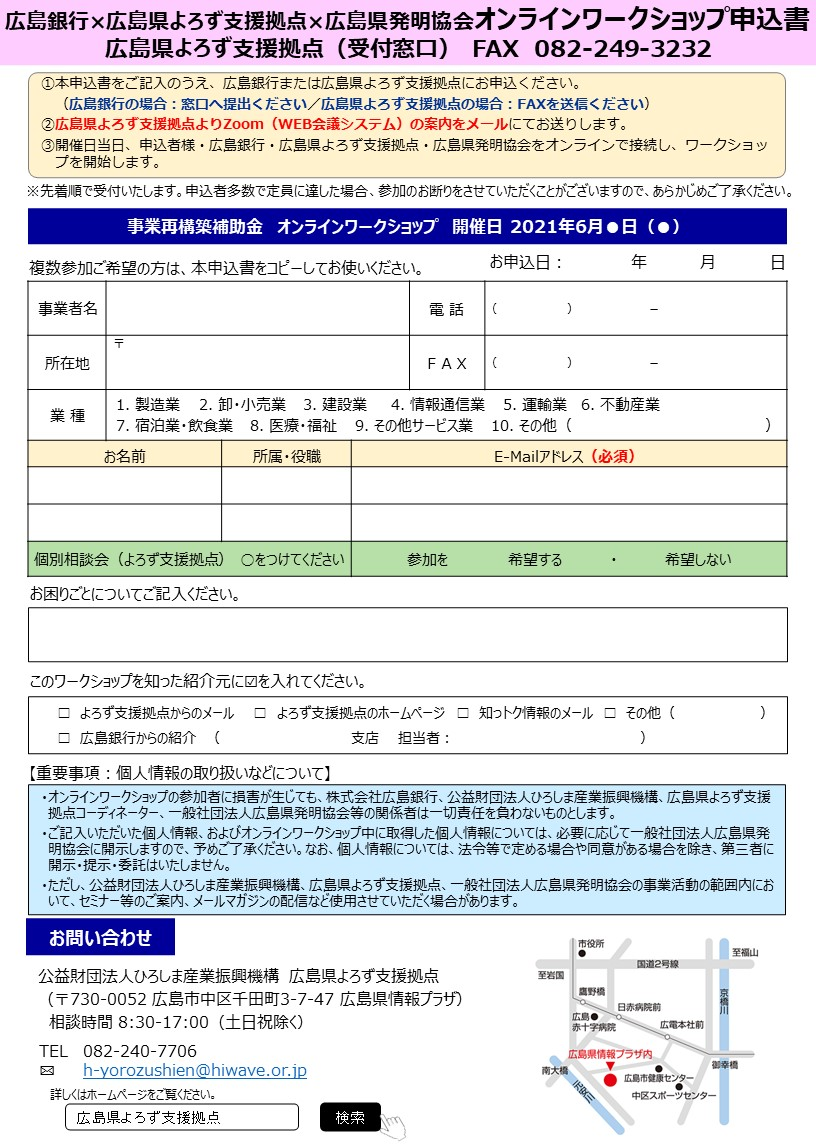 広島銀行×広島県よろず支援拠点×広島県発明協会オンラインワークショップ申込書
広島県よろず支援拠点（受付窓口） FAX 082-249-3232
①本申込書をご記入のうえ、広島銀行または広島県よろず支援拠点にお申込ください。
（広島銀行の場合：窓口へ提出ください／広島県よろず支援拠点の場合：FAXを送信ください）
②広島県よろず支援拠点よりZoom（WEB会議システム）の案内をメールにてお送りします。
③開催日当日、申込者様・広島銀行・広島県よろず支援拠点・広島県発明協会をオンラインで接続し、ワークショッ
プを開始します。
※先着順で受付いたします。申込者多数で定員に達した場合、参加のお断りをさせていただくことがございますので、あらかじめご了承ください。
事業再構築補助金 オンラインワークショップ 開催日 2021年6月●日（●）
複数参加ご希望の方は、本申込書をコピーしてお使いください。 お申込日： 年 月 日
事業者名 電 話 （ ） －
所在地 〒 ＦＡＸ （ ） －
業 種 1. 製造業 2. 卸・小売業 3. 建設業 4. 情報通信業 5. 運輸業 6. 不動産業
7. 宿泊業・飲食業 8. 医療・福祉 9. その他サービス業 10. その他（ ）
お名前 所属・役職 E-Mailアドレス（必須）
個別相談会（よろず支援拠点） ○をつけてください 参加を 希望する ・ 希望しない
お困りごとについてご記入ください。
このワークショップを知った紹介元に☑を入れてください。
□ よろず支援拠点からのメール □ よろず支援拠点のホームページ □ 知っトク情報のメール □ その他（ ）
□ 広島銀行からの紹介 （ 支店 担当者： ）
【重要事項：個人情報の取り扱いなどについて】
・オンラインワークショップの参加者に損害が生じても、株式会社広島銀行、公益財団法人ひろしま産業振興機構、広島県よろず支援
拠点コーディネーター、一般社団法人広島県発明協会等の関係者は一切責任を負わないものとします。
・ご記入いただいた個人情報、およびオンラインワークショップ中に取得した個人情報については、必要に応じて一般社団法人広島県発
明協会に開示しますので、予めご了承ください。なお、個人情報については、法令等で定める場合や同意がある場合を除き、第三者に
開示・提示・委託はいたしません。
・ただし、公益財団法人ひろしま産業振興機構、広島県よろず支援拠点、一般社団法人広島県発明協会の事業活動の範囲内にお
いて、セミナー等のご案内、メールマガジンの配信など使用させていただく場合があります。
お問い合わせ
公益財団法人ひろしま産業振興機構 広島県よろず支援拠点
（〒730-0052 広島市中区千田町3-7-47 広島県情報プラザ）
相談時間 8:30-17:00（土日祝除く）
TEL 082-240-7706
✉ h-yorozushien@hiwave.or.jp
詳しくはホームページをご覧ください。
広島県よろず支援拠点 検索
市役所
至福山
国道2号線
至岩国
鷹野橋
京橋川
日赤病院前
広島
赤十字病院
広電本社前
広島県情報プラザ内
御幸橋
南大橋
広島市健康センター
中区スポーツセンター
元安川